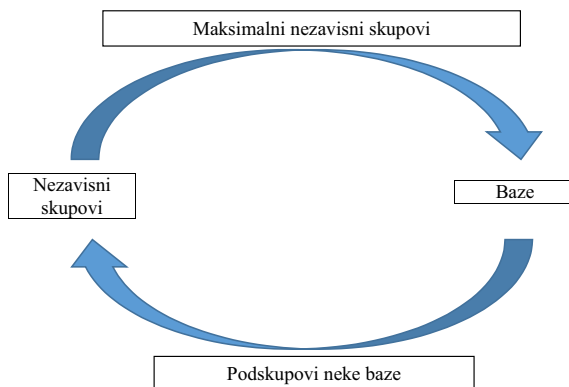 Maksimalni nezavisni skupovi
Nezavisni
skupovi
Baze
Podskupovi neke baze